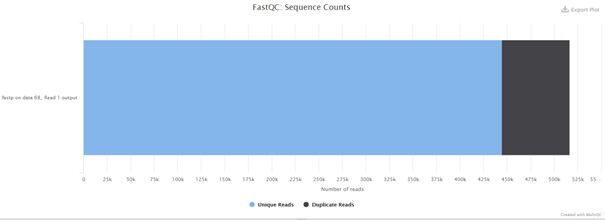 FastQC: Sequence Counts
Export Plot
fastp on data 68_ Read 1 output
0 25k 50k 75k 100k 125k 150k 175k 200k 225k 250k 275k 300k 325k 350k 375k 400k 425k 450k 475k 500k 525k 55…
Number of reads
Unique Reads Duplicate Reads
Created with MultiQC